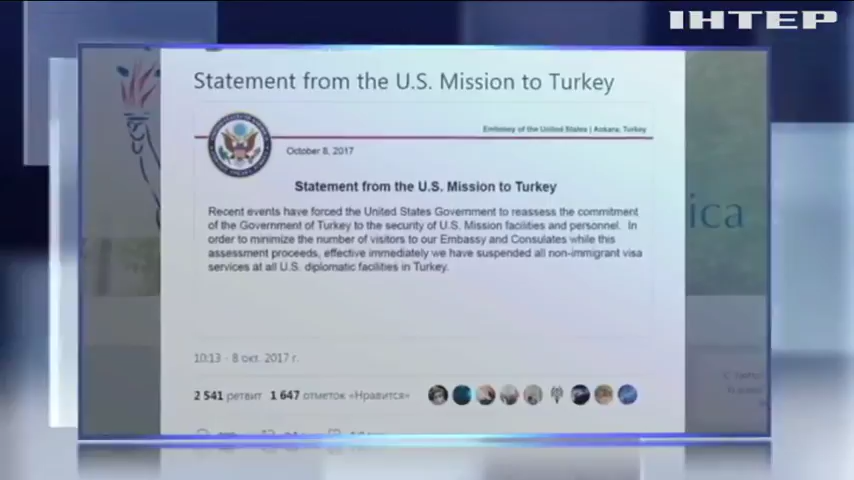 ІНТЕР
Statement from the U.S. Mission to Turkey
Embassy of the United States | Ankara, Turkey
October 8, 2017
Statement from the U.S. Mission to Turkey
Recent events have forced the United States Government to reassess the commitment
of the Government of Turkey to the security of U.S. Mission facilities and personnel. In
order to minimize the number of visitors to our Embassy and Consulates while this
assessment proceeds, effective immediately we have suspended all non-immigrant visa
services at all U.S. diplomatic facilities in Turkey.
ica
10:13 - 8 окт. 2017 г.
2 541 ретвит 1 647 отметок «Нравится»